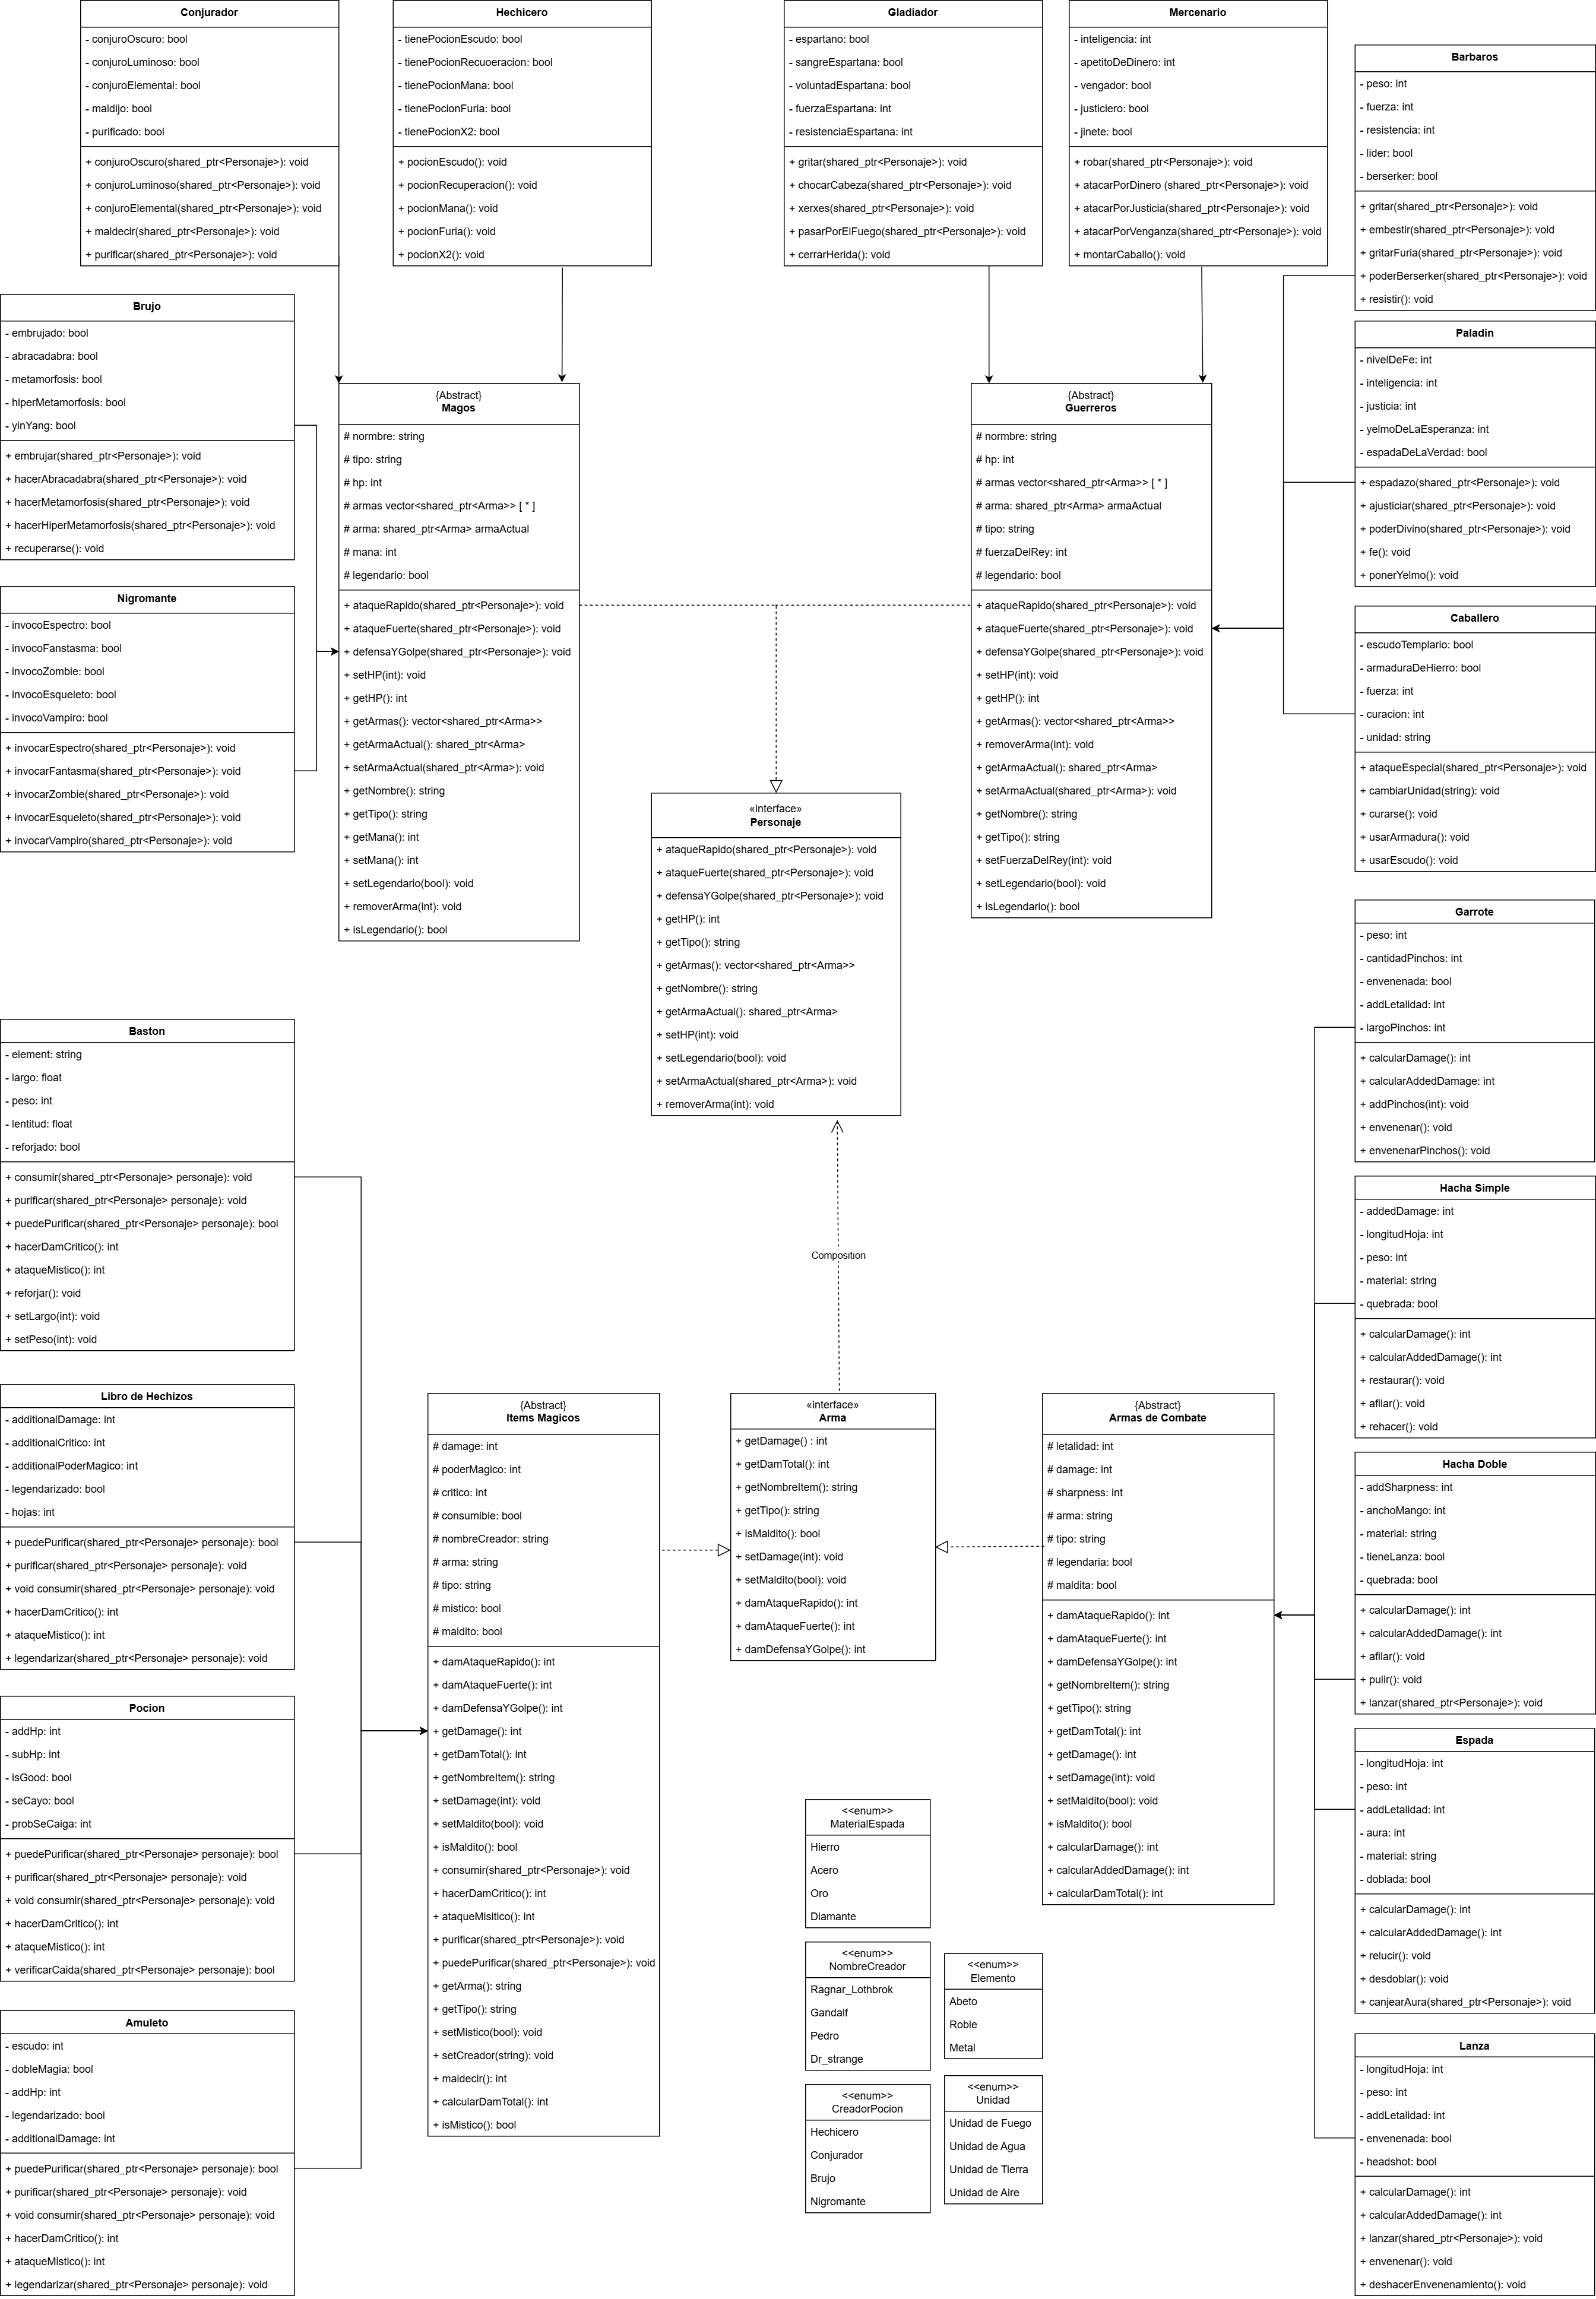 Conjurador
- conjuroOscuro: bool
- conjuroLuminoso: bool
- conjuroElemental: bool
- maldijo: bool
- purificado: bool
+ conjuroOscuro(shared_ptr<Personaje>): void
+ conjuroLuminoso(shared_ptr<Personaje>): void
+ conjuroElemental(shared_ptr<Personaje>): void
+ maldecir(shared_ptr<Personaje>): void
+ purificar(shared_ptr<Personaje>): void
Hechicero
- tienePocionEscudo: bool
- tienePocionRecuoeracion: bool
- tienePocionMana: bool
- tienePocionFuria: bool
- tienePocionX2: bool
+ pocionEscudo(): void
+ pocionRecuperacion(): void
+ pocionMana(): void
+ pocionFuria(): void
+ pocionX2(): void
Gladiador
- espartano: bool
- sangreEspartana: bool
- voluntadEspartana: bool
- fuerzaEspartana: int
- resistenciaEspartana: int
+ gritar(shared_ptr<Personaje>): void
+ chocarCabeza(shared_ptr<Personaje>): void
+ xerxes(shared_ptr<Personaje>): void
+ pasarPorElFuego(shared_ptr<Personaje>): void
+ cerrarHerida(): void
Mercenario
- inteligencia: int
- apetitoDeDinero: int
- vengador: bool
- justiciero: bool
- jinete: bool
+ robar(shared_ptr<Personaje>): void
+ atacarPorDinero (shared_ptr<Personaje>): void
+ atacarPorJusticia(shared_ptr<Personaje>): void
+ atacarPorVenganza(shared_ptr<Personaje>): void
+ montarCaballo(): void
Barbaros
- peso: int
- fuerza: int
- resistencia: int
- lider: bool
- berserker: bool
+ gritar(shared_ptr<Personaje>): void
+ embestir(shared_ptr<Personaje>): void
+ gritarFuria(shared_ptr<Personaje>): void
+ poderBerserker(shared_ptr<Personaje>): void
+ resistir(): void
Brujo
- embrujado: bool
- abracadabra: bool
- metamorfosis: bool
- hiperMetamorfosis: bool
- yinYang: bool
+ embrujar(shared_ptr<Personaje>): void
+ hacerAbracadabra(shared_ptr<Personaje>): void
+ hacerMetamorfosis(shared_ptr<Personaje>): void
+ hacerHiperMetamorfosis(shared_ptr<Personaje>): void
+ recuperarse(): void
Paladin
- nivelDeFe: int
- inteligencia: int
- justicia: int
- yelmoDeLaEsperanza: int
- espadaDeLaVerdad: bool
+ espadazo(shared_ptr<Personaje>): void
+ ajusticiar(shared_ptr<Personaje>): void
+ poderDivino(shared_ptr<Personaje>): void
+ fe(): void
+ ponerYelmo(): void
{Abstract}
Magos
# normbre: string
# tipo: string
# hp: int
# armas vector<shared_ptr<Arma>> [ * ]
# arma: shared_ptr<Arma> armaActual
# mana: int
# legendario: bool
+ ataqueRapido(shared_ptr<Personaje>): void
+ ataqueFuerte(shared_ptr<Personaje>): void
+ defensaYGolpe(shared_ptr<Personaje>): void
+ setHP(int): void
+ getHP(): int
+ getArmas(): vector<shared_ptr<Arma>>
+ getArmaActual(): shared_ptr<Arma>
+ setArmaActual(shared_ptr<Arma>): void
+ getNombre(): string
+ getTipo(): string
+ getMana(): int
+ setMana(): int
+ setLegendario(bool): void
+ removerArma(int): void
+ isLegendario(): bool
{Abstract}
Guerreros
# normbre: string
# hp: int
# armas vector<shared_ptr<Arma>> [ * ]
# arma: shared_ptr<Arma> armaActual
# tipo: string
# fuerzaDelRey: int
# legendario: bool
+ ataqueRapido(shared_ptr<Personaje>): void
+ ataqueFuerte(shared_ptr<Personaje>): void
+ defensaYGolpe(shared_ptr<Personaje>): void
+ setHP(int): void
+ getHP(): int
+ getArmas(): vector<shared_ptr<Arma>>
+ removerArma(int): void
+ getArmaActual(): shared_ptr<Arma>
+ setArmaActual(shared_ptr<Arma>): void
+ getNombre(): string
+ getTipo(): string
+ setFuerzaDelRey(int): void
+ setLegendario(bool): void
+ isLegendario(): bool
Nigromante
- invocoEspectro: bool
- invocoFanstasma: bool
- invocoZombie: bool
- invocoEsqueleto: bool
- invocoVampiro: bool
+ invocarEspectro(shared_ptr<Personaje>): void
+ invocarFantasma(shared_ptr<Personaje>): void
+ invocarZombie(shared_ptr<Personaje>): void
+ invocarEsqueleto(shared_ptr<Personaje>): void
+ invocarVampiro(shared_ptr<Personaje>): void
Caballero
- escudoTemplario: bool
- armaduraDeHierro: bool
- fuerza: int
- curacion: int
- unidad: string
+ ataqueEspecial(shared_ptr<Personaje>): void
+ cambiarUnidad(string): void
+ curarse(): void
+ usarArmadura(): void
+ usarEscudo(): void
«interface»
Personaje
+ ataqueRapido(shared_ptr<Personaje>): void
+ ataqueFuerte(shared_ptr<Personaje>): void
+ defensaYGolpe(shared_ptr<Personaje>): void
+ getHP(): int
+ getTipo(): string
+ getArmas(): vector<shared_ptr<Arma>>
+ getNombre(): string
+ getArmaActual(): shared_ptr<Arma>
+ setHP(int): void
+ setLegendario(bool): void
+ setArmaActual(shared_ptr<Arma>): void
+ removerArma(int): void
Garrote
- peso: int
- cantidadPinchos: int
- envenenada: bool
- addLetalidad: int
- largoPinchos: int
+ calcularDamage(): int
+ calcularAddedDamage: int
+ addPinchos(int): void
+ envenenar(): void
+ envenenarPinchos(): void
Baston
- element: string
- largo: float
- peso: int
- lentitud: float
- reforjado: bool
+ consumir(shared_ptr<Personaje> personaje): void
+ purificar(shared_ptr<Personaje> personaje): void
+ puedePurificar(shared_ptr<Personaje> personaje): bool
+ hacerDamCritico(): int
+ ataqueMistico(): int
+ reforjar(): void
+ setLargo(int): void
+ setPeso(int): void
Composition
Hacha Simple
- addedDamage: int
- longitudHoja: int
- peso: int
- material: string
- quebrada: bool
+ calcularDamage(): int
+ calcularAddedDamage(): int
+ restaurar(): void
+ afilar(): void
+ rehacer(): void
Libro de Hechizos
- additionalDamage: int
- additionalCritico: int
- additionalPoderMagico: int
- legendarizado: bool
- hojas: int
+ puedePurificar(shared_ptr<Personaje> personaje): bool
+ purificar(shared_ptr<Personaje> personaje): void
+ void consumir(shared_ptr<Personaje> personaje): void
+ hacerDamCritico(): int
+ ataqueMistico(): int
+ legendarizar(shared_ptr<Personaje> personaje): void
{Abstract}
Items Magicos
# damage: int
# poderMagico: int
# critico: int
# consumible: bool
# nombreCreador: string
# arma: string
# tipo: string
# mistico: bool
# maldito: bool
+ damAtaqueRapido(): int
+ damAtaqueFuerte(): int
+ damDefensaYGolpe(): int
+ getDamage(): int
+ getDamTotal(): int
+ getNombreItem(): string
+ setDamage(int): void
+ setMaldito(bool): void
+ isMaldito(): bool
+ consumir(shared_ptr<Personaje>): void
+ hacerDamCritico(): int
+ ataqueMisitico(): int
+ purificar(shared_ptr<Personaje>): void
+ puedePurificar(shared_ptr<Personaje>): void
+ getArma(): string
+ getTipo(): string
+ setMistico(bool): void
+ setCreador(string): void
+ maldecir(): int
+ calcularDamTotal(): int
+ isMistico(): bool
«interface»
Arma
+ getDamage() : int
+ getDamTotal(): int
+ getNombreItem(): string
+ getTipo(): string
+ isMaldito(): bool
+ setDamage(int): void
+ setMaldito(bool): void
+ damAtaqueRapido(): int
+ damAtaqueFuerte(): int
+ damDefensaYGolpe(): int
{Abstract}
Armas de Combate
# letalidad: int
# damage: int
# sharpness: int
# arma: string
# tipo: string
# legendaria: bool
# maldita: bool
+ damAtaqueRapido(): int
+ damAtaqueFuerte(): int
+ damDefensaYGolpe(): int
+ getNombreItem(): string
+ getTipo(): string
+ getDamTotal(): int
+ getDamage(): int
+ setDamage(int): void
+ setMaldito(bool): void
+ isMaldito(): bool
+ calcularDamage(): int
+ calcularAddedDamage(): int
+ calcularDamTotal(): int
Hacha Doble
- addSharpness: int
- anchoMango: int
- material: string
- tieneLanza: bool
- quebrada: bool
+ calcularDamage(): int
+ calcularAddedDamage(): int
+ afilar(): void
+ pulir(): void
+ lanzar(shared_ptr<Personaje>): void
Pocion
- addHp: int
- subHp: int
- isGood: bool
- seCayo: bool
- probSeCaiga: int
+ puedePurificar(shared_ptr<Personaje> personaje): bool
+ purificar(shared_ptr<Personaje> personaje): void
+ void consumir(shared_ptr<Personaje> personaje): void
+ hacerDamCritico(): int
+ ataqueMistico(): int
+ verificarCaida(shared_ptr<Personaje> personaje): bool
Espada
- longitudHoja: int
- peso: int
- addLetalidad: int
- aura: int
- material: string
- doblada: bool
+ calcularDamage(): int
+ calcularAddedDamage(): int
+ relucir(): void
+ desdoblar(): void
+ canjearAura(shared_ptr<Personaje>): void
<<enum>>
MaterialEspada
Hierro
Acero
Oro
Diamante
<<enum>>
NombreCreador
Ragnar_Lothbrok
Gandalf
Pedro
Dr_strange
<<enum>>
Elemento
Abeto
Roble
Metal
<<enum>>
CreadorPocion
Hechicero
Conjurador
Brujo
Nigromante
<<enum>>
Unidad
Unidad de Fuego
Unidad de Agua
Unidad de Tierra
Unidad de Aire
Amuleto
- escudo: int
- dobleMagia: bool
- addHp: int
- legendarizado: bool
- additionalDamage: int
+ puedePurificar(shared_ptr<Personaje> personaje): bool
+ purificar(shared_ptr<Personaje> personaje): void
+ void consumir(shared_ptr<Personaje> personaje): void
+ hacerDamCritico(): int
+ ataqueMistico(): int
+ legendarizar(shared_ptr<Personaje> personaje): void
Lanza
- longitudHoja: int
- peso: int
- addLetalidad: int
- envenenada: bool
- headshot: bool
+ calcularDamage(): int
+ calcularAddedDamage(): int
+ lanzar(shared_ptr<Personaje>): void
+ envenenar(): void
+ deshacerEnvenenamiento(): void